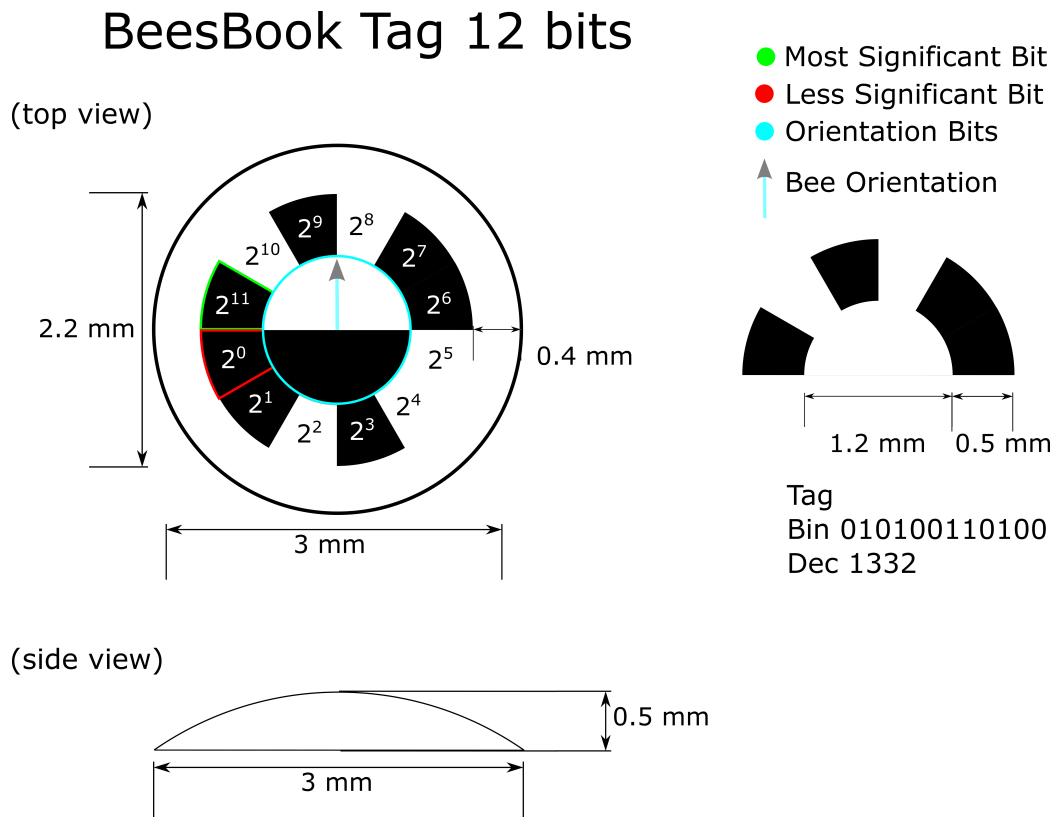 BeesBook Tag 12 bits
(top view)
Most Significant Bit
Less Significant Bit
Orientation Bits
Bee Orientation
2⁹
2⁸
2¹⁰
2⁷
2¹¹
2⁶
2.2 mm
2⁰
2⁵
0.4 mm
2¹
2⁴
2²
2³
3 mm
1.2 mm
0.5 mm
Tag
Bin 010100110100
Dec 1332
(side view)
0.5 mm
3 mm